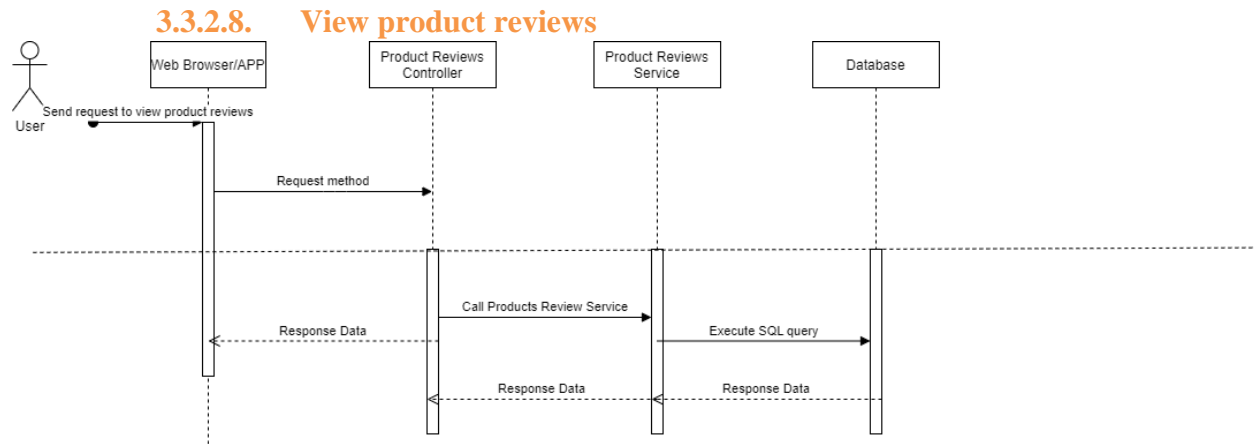 3.3.2.8. View product reviews
Web Browser/APP
Product Reviews
Controller
Product Reviews
Service
Database
Send request to view product reviews
User
Request method
Call Products Review Service
Response Data
Execute SQL query
Response Data
Response Data